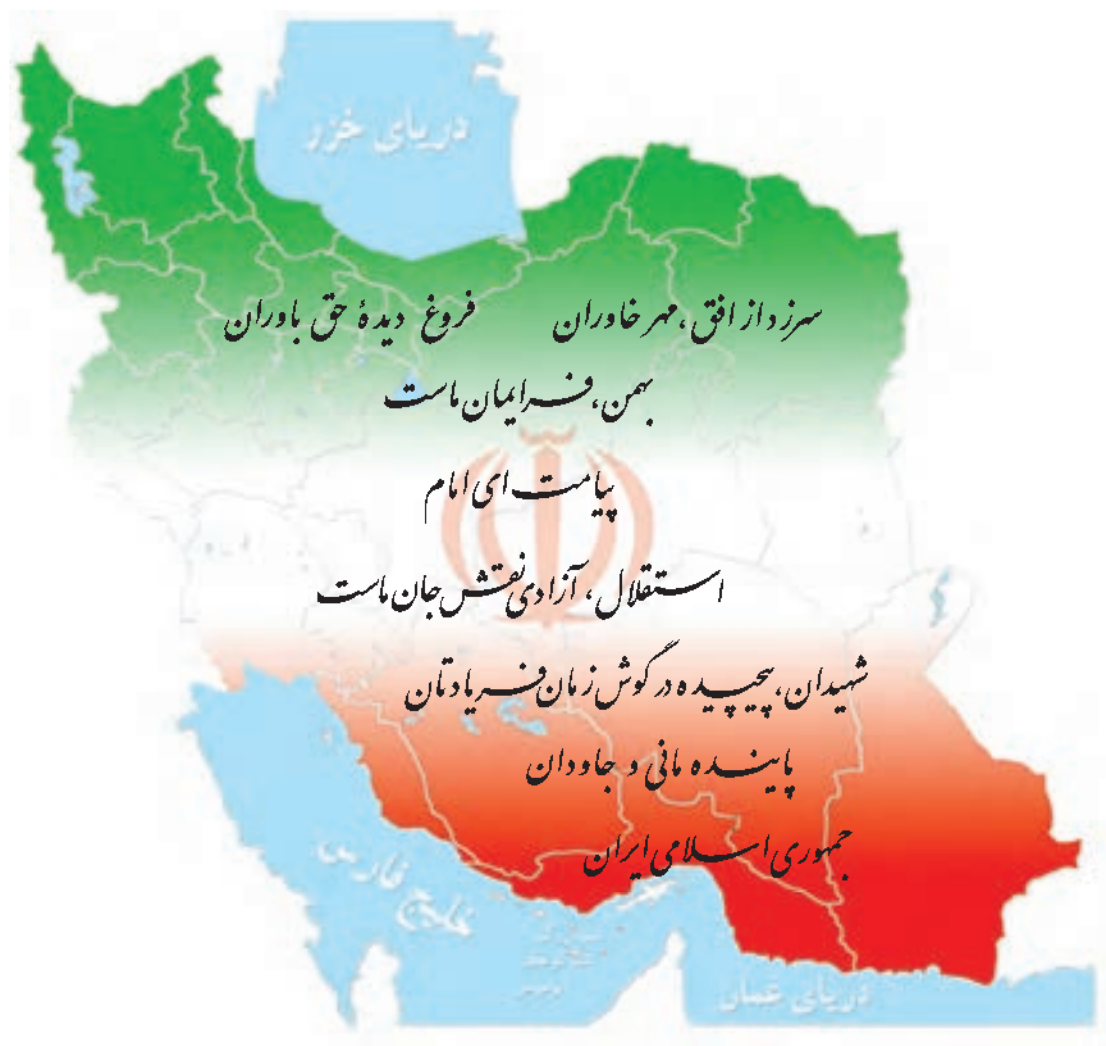 دریای خزر
سرزد از افق، مهر خاوران فروغ دیدهٔ حق باوران
بهمن، فر ایمان ماست
پیامت ای امام
استقلال، آزادی نقش جان ماست
شهیدان، پیچیده در گوش زمان فریادتان
پاینده مانی و جاودان
جمهوری اسلامی ایران
خلیج فارس
دریای عمان